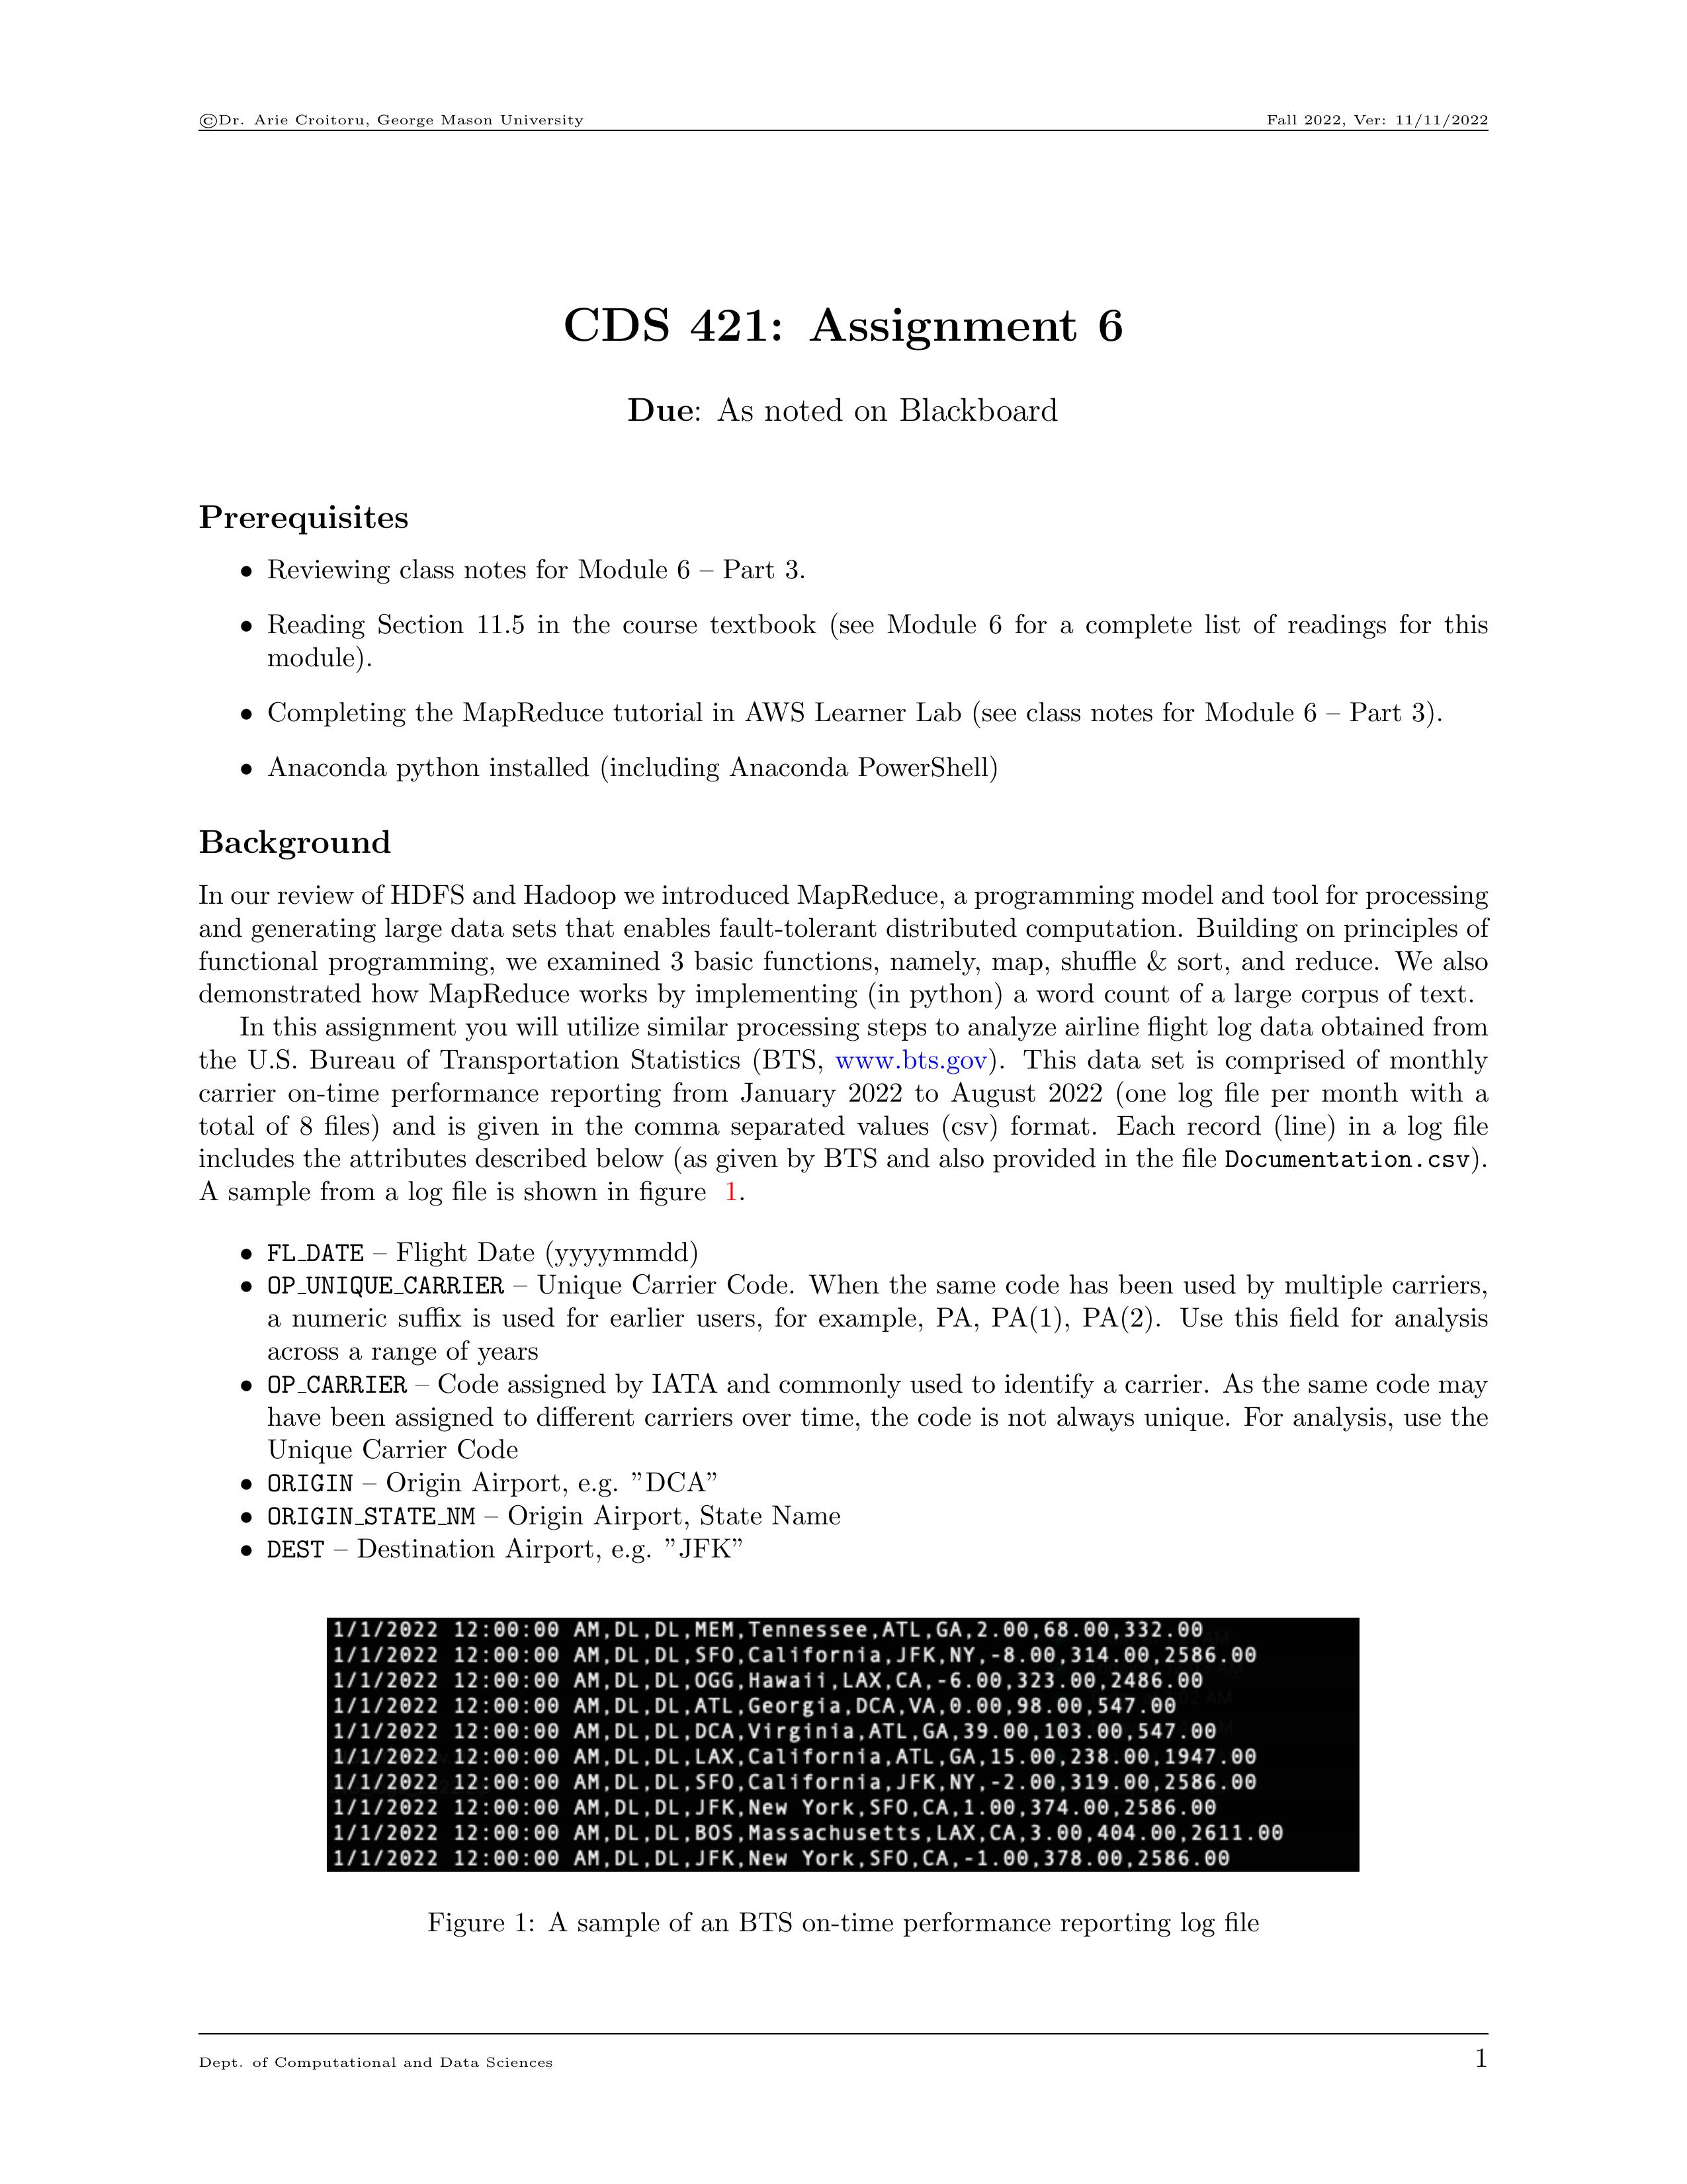 ©Dr. Arie Croitoru, George Mason University Fall 2022, Ver: 11/11/2022
CDS 421: Assignment 6
Due: As noted on Blackboard
Prerequisites
• Reviewing class notes for Module 6 – Part 3.
• Reading Section 11.5 in the course textbook (see Module 6 for a complete list of readings for this
module).
• Completing the MapReduce tutorial in AWS Learner Lab (see class notes for Module 6 – Part 3).
• Anaconda python installed (including Anaconda PowerShell)
Background
In our review of HDFS and Hadoop we introduced MapReduce, a programming model and tool for processing
and generating large data sets that enables fault-tolerant distributed computation. Building on principles of
functional programming, we examined 3 basic functions, namely, map, shuffle & sort, and reduce. We also
demonstrated how MapReduce works by implementing (in python) a word count of a large corpus of text.
In this assignment you will utilize similar processing steps to analyze airline flight log data obtained from
the U.S. Bureau of Transportation Statistics (BTS, www.bts.gov). This data set is comprised of monthly
carrier on-time performance reporting from January 2022 to August 2022 (one log file per month with a
total of 8 files) and is given in the comma separated values (csv) format. Each record (line) in a log file
includes the attributes described below (as given by BTS and also provided in the file Documentation.csv).
A sample from a log file is shown in figure 1.
• FL_DATE – Flight Date (yyyymmdd)
• OP_UNIQUE_CARRIER – Unique Carrier Code. When the same code has been used by multiple carriers,
a numeric suffix is used for earlier users, for example, PA, PA(1), PA(2). Use this field for analysis
across a range of years
• OP_CARRIER – Code assigned by IATA and commonly used to identify a carrier. As the same code may
have been assigned to different carriers over time, the code is not always unique. For analysis, use the
Unique Carrier Code
• ORIGIN – Origin Airport, e.g. ”DCA”
• ORIGIN_STATE_NM – Origin Airport, State Name
• DEST – Destination Airport, e.g. ”JFK”
1/1/2022 12:00:00 AM,DL,DL,MEM,Tennessee,ATL,GA,2.00,68.00,332.00
1/1/2022 12:00:00 AM,DL,DL,SFO,California,JFK,NY,-8.00,314.00,2586.00
1/1/2022 12:00:00 AM,DL,DL,OGG,Hawaii,LAX,CA,-6.00,323.00,2486.00
1/1/2022 12:00:00 AM,DL,DL,ATL,Georgia,DCA,VA,0.00,98.00,547.00
1/1/2022 12:00:00 AM,DL,DL,DCA,Virginia,ATL,GA,39.00,103.00,547.00
1/1/2022 12:00:00 AM,DL,DL,LAX,California,ATL,GA,15.00,238.00,1947.00
1/1/2022 12:00:00 AM,DL,DL,SFO,California,JFK,NY,-2.00,319.00,2586.00
1/1/2022 12:00:00 AM,DL,DL,JFK,New York,SFO,CA,1.00,374.00,2586.00
1/1/2022 12:00:00 AM,DL,DL,BOS,Massachusetts,LAX,CA,3.00,404.00,2611.00
1/1/2022 12:00:00 AM,DL,DL,JFK,New York,SFO,CA,-1.00,378.00,2586.00
Figure 1: A sample of an BTS on-time performance reporting log file
Dept. of Computational and Data Sciences 1